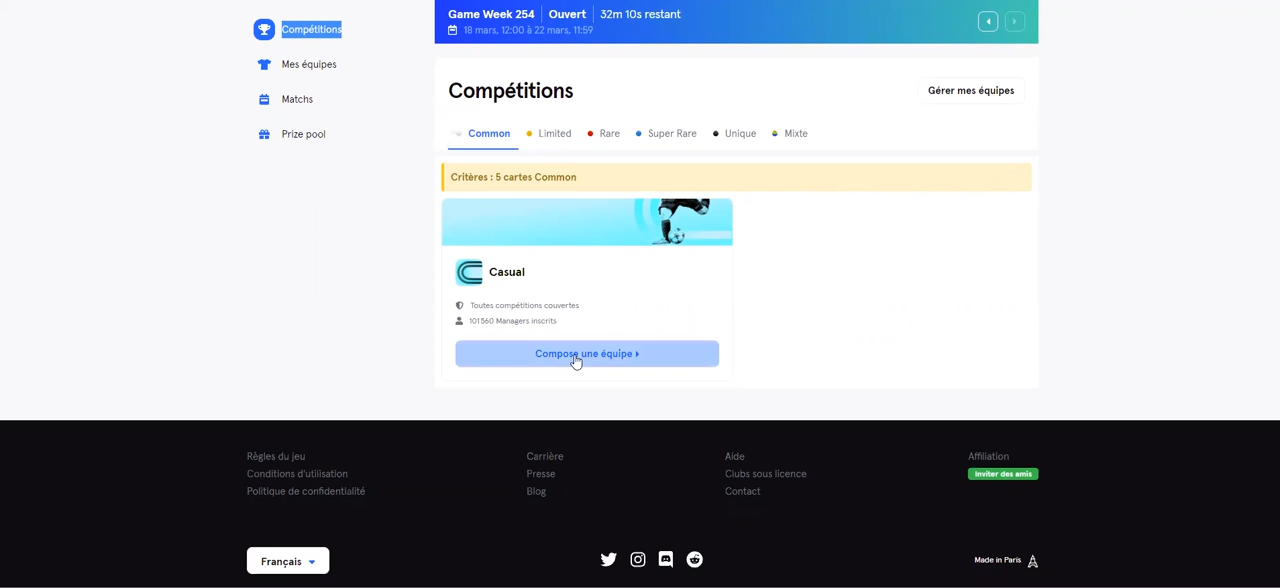 Compétitions
Mes équipes
Matchs
Prize pool
Game Week 254 Ouvert 32m 10s restant
18 mars, 12:00 à 22 mars, 11:59
Compétitions
Gérer mes équipes
Common Limited Rare Super Rare Unique Mixte
Critères : 5 cartes Common
Casual
Toutes compétitions couvertes
101 560 Managers inscrits
Compose une équipe
Règles du jeu
Conditions d'utilisation
Politique de confidentialité
Carrière
Presse
Blog
Aide
Clubs sous licence
Contact
Affiliation
Inviter des amis
Français
Made in Paris